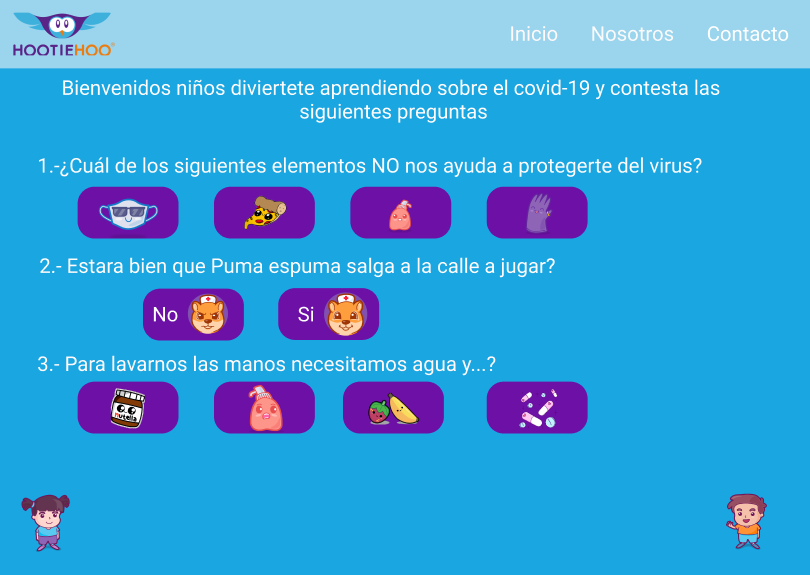 HOOTIEHOO®
Inicio Nosotros Contacto
Bienvenidos niños diviertete aprendiendo sobre el covid-19 y contesta las
siguientes preguntas
1.-¿Cuál de los siguientes elementos NO nos ayuda a protegerte del virus?
2.- Estara bien que Puma espuma salga a la calle a jugar?
No Si
3.- Para lavarnos las manos necesitamos agua y...?
nutella